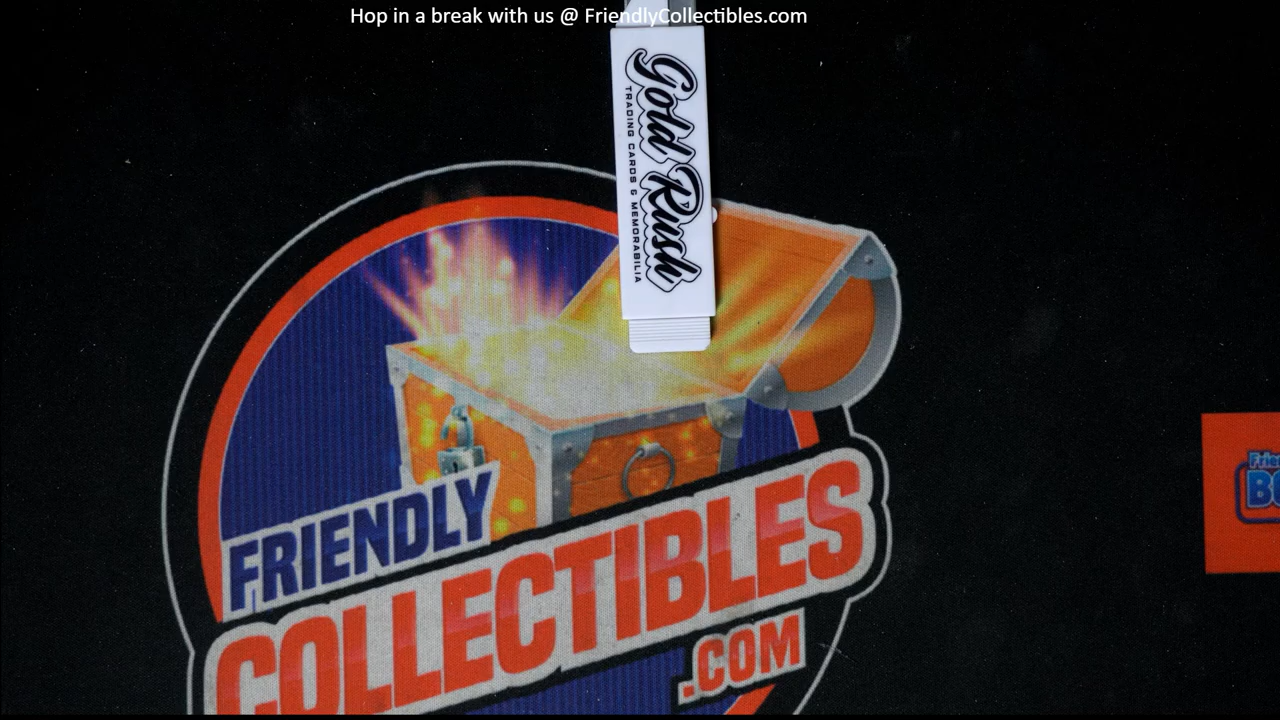 Hop in a break with us @ FriendlyCollectibles.com
Gold Rush
TRADING CARDS & MEMORABILIA
FRIENDLY
COLLECTIBLES
.COM